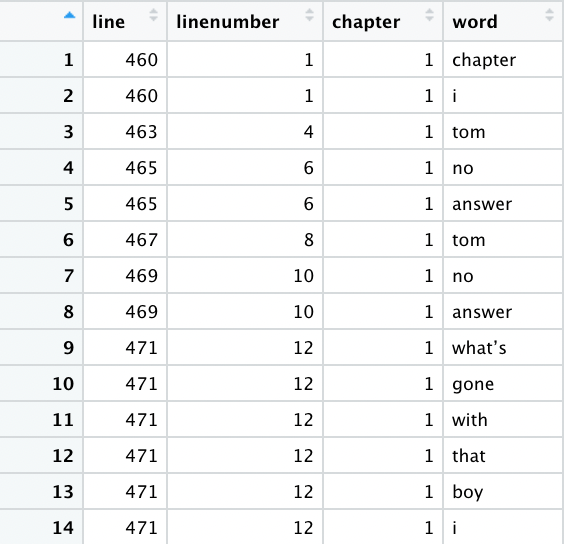 line linenumber chapter word
1 460 1 1 chapter
2 460 1 1 i
3 463 4 1 tom
4 465 6 1 no
5 465 6 1 answer
6 467 8 1 tom
7 469 10 1 no
8 469 10 1 answer
9 471 12 1 what’s
10 471 12 1 gone
11 471 12 1 with
12 471 12 1 that
13 471 12 1 boy
14 471 12 1 i